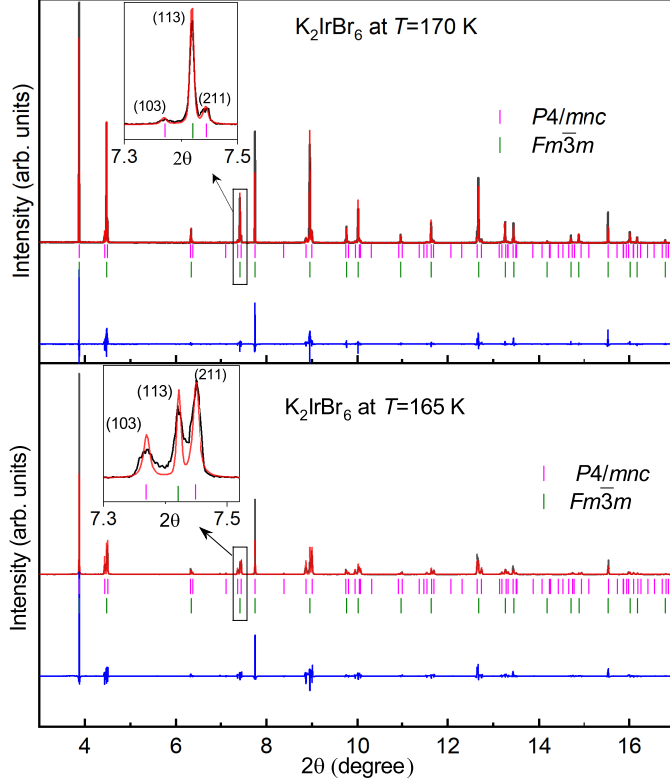 K₂IrBr₆ at T=170 K
(113)
(103)
(211)
7.3
2θ
7.5
P4/mnc
Fm3̅m
Intensity (arb. units)
K₂IrBr₆ at T=165 K
(211)
(113)
(103)
7.3
2θ
7.5
P4/mnc
Fm3̅m
Intensity (arb. units)
4 6 8 10 12 14 16
2θ (degree)